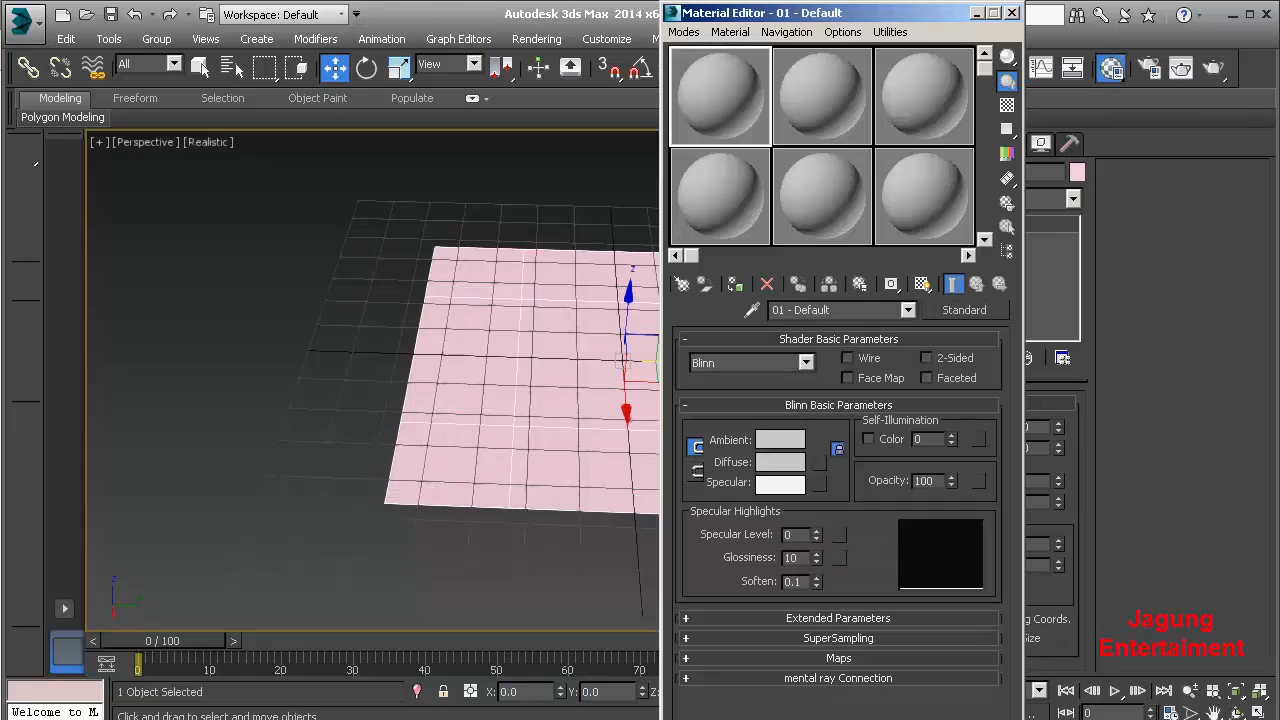 Workspace: Default
Autodesk 3ds Max 2014 x6
Material Editor - 01 - Default
Edit Tools Group Views Create Modifiers Animation Graph Editors Rendering Customize
Modes Material Navigation Options Utilities
All
View
3
Modeling Freeform Selection Object Paint Populate
Polygon Modeling
[ + ] [Perspective ] [Realistic ]
z
01 - Default
Standard
- Shader Basic Parameters
Blinn
Wire
2-Sided
Face Map
Faceted
- Blinn Basic Parameters
Self-Illumination
Ambient:
Color 0
Diffuse:
Opacity: 100
Specular:
Specular Highlights
Specular Level: 0
Glossiness: 10
Soften: 0.1
+ Extended Parameters
+ SuperSampling
+ Maps
+ mental ray Connection
g Coords.
Size
Jagung
Entertaiment
z
< 0 / 100 >
0 10 20 30 40 50 60 70
1 Object Selected
X: 0.0
Y: 0.0
Z:
Welcome to M
Click and drag to select and move objects
0